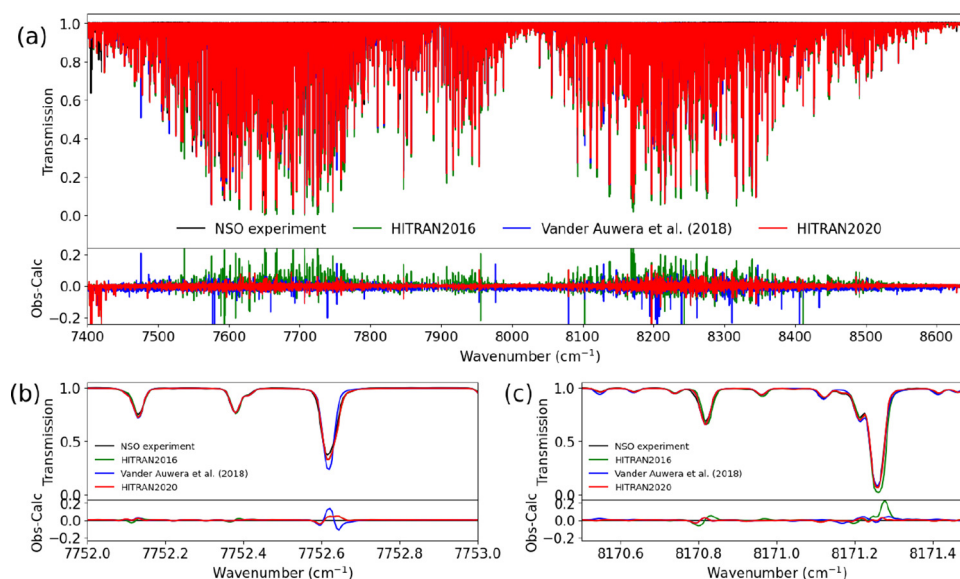 (a)
1.0
0.8
0.6
0.4
0.2
0.0
Transmission
NSO experiment HITRAN2016 Vander Auwera et al. (2018) HITRAN2020
0.2
0.0
−0.2
Obs-Calc
7400 7500 7600 7700 7800 7900 8000 8100 8200 8300 8400 8500 8600
Wavenumber (cm⁻¹)
(b)
1.0
0.5
0.0
Transmission
NSO experiment
HITRAN2016
Vander Auwera et al. (2018)
HITRAN2020
0.2
0.0
−0.2
Obs-Calc
7752.0 7752.2 7752.4 7752.6 7752.8 7753.0
Wavenumber (cm⁻¹)
(c)
1.0
0.5
0.0
Transmission
NSO experiment
HITRAN2016
Vander Auwera et al. (2018)
HITRAN2020
0.2
0.0
−0.2
Obs-Calc
8170.6 8170.8 8171.0 8171.2 8171.4
Wavenumber (cm⁻¹)